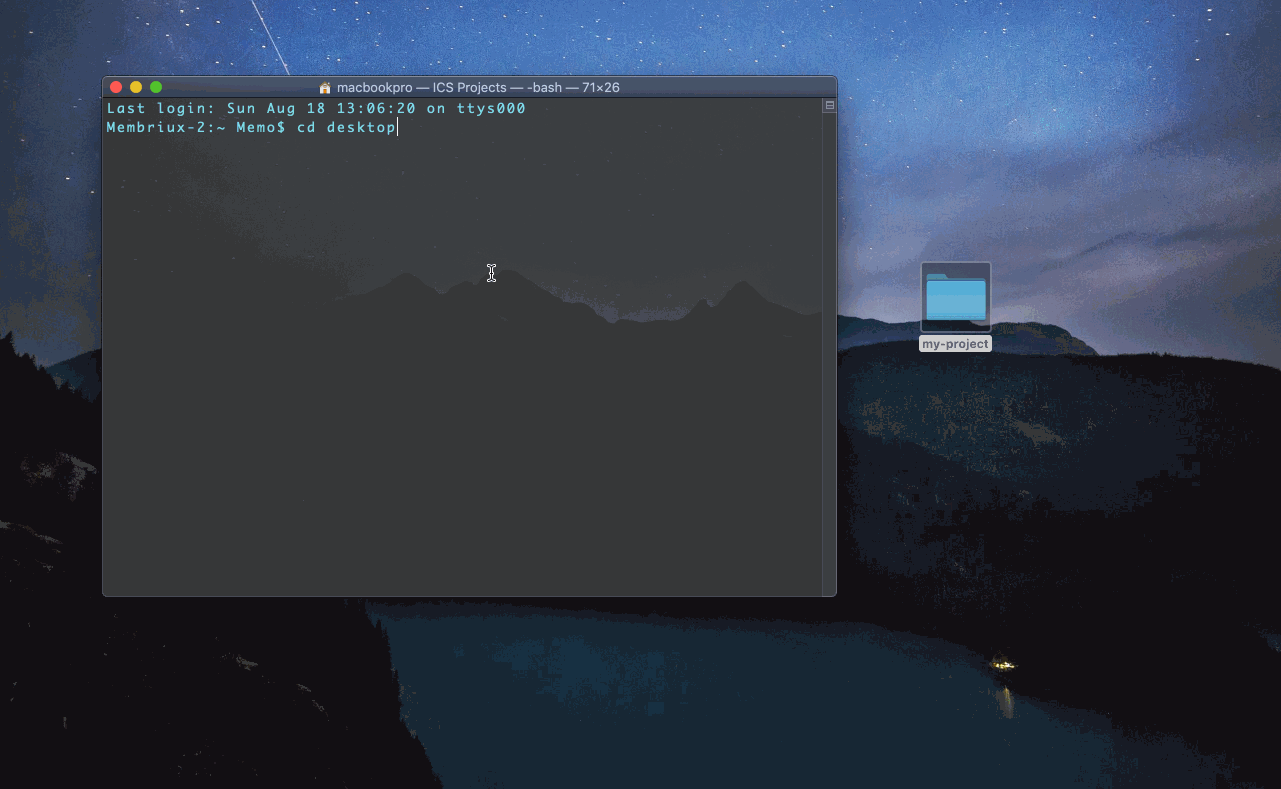 macbookpro — ICS Projects — -bash — 71×26
Last login: Sun Aug 18 13:06:20 on ttys000
Membriux-2:~ Memo$ cd desktop
my-project